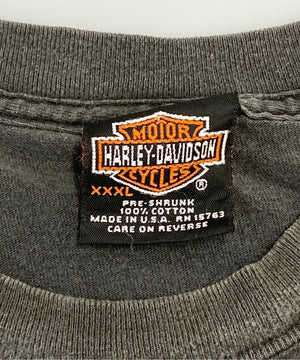 MOTOR
HARLEY-DAVIDSON
CYCLES
®
XXXL
PRE-SHRUNK
100% COTTON
MADE IN U.S.A. RN 15763
CARE ON REVERSE